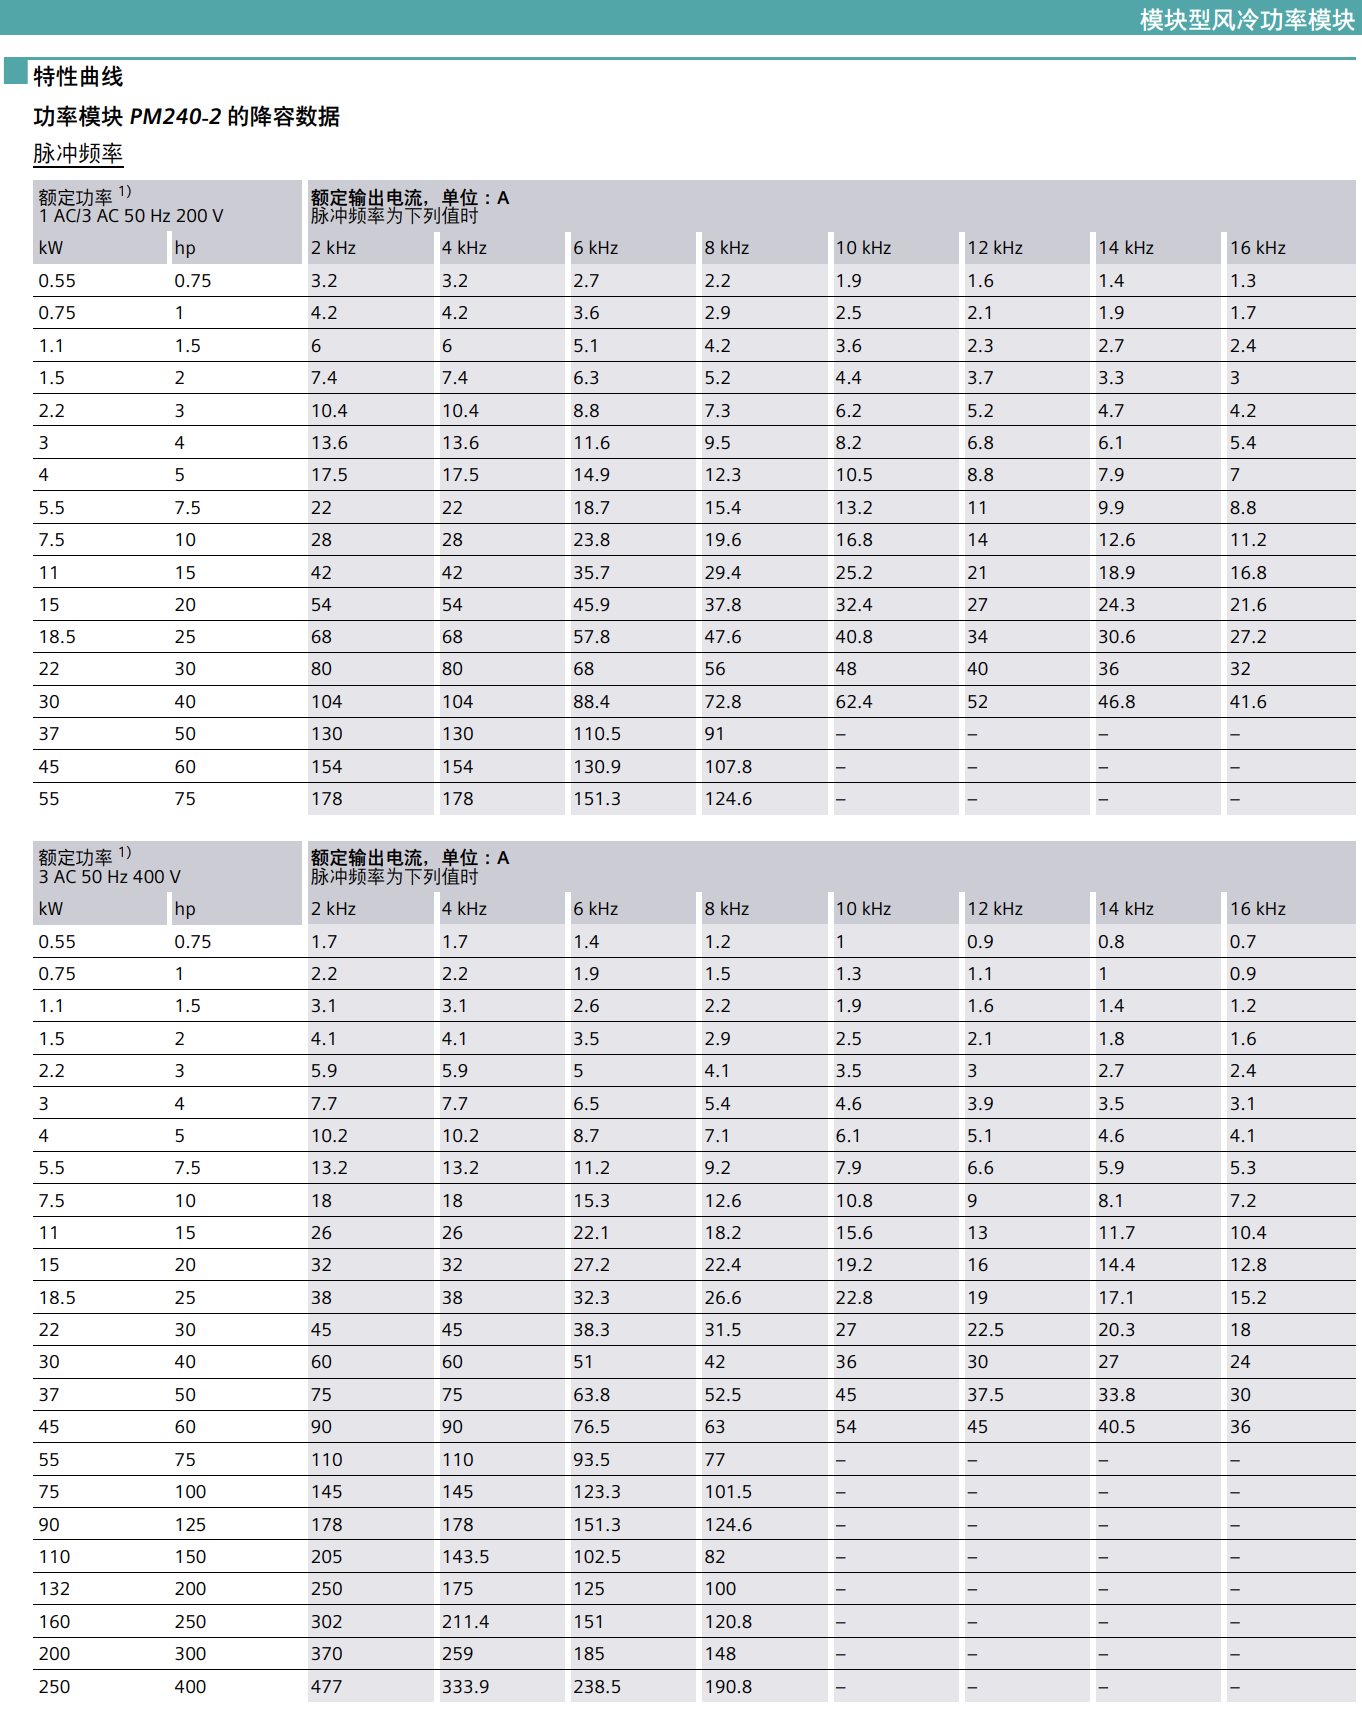 模块型风冷功率模块
特性曲线
功率模块 PM240-2 的降容数据
脉冲频率
额定功率 1) 额定输出电流，单位：A
1 AC/3 AC 50 Hz 200 V 脉冲频率为下列值时
kW hp 2 kHz 4 kHz 6 kHz 8 kHz 10 kHz 12 kHz 14 kHz 16 kHz
0.55 0.75 3.2 3.2 2.7 2.2 1.9 1.6 1.4 1.3
0.75 1 4.2 4.2 3.6 2.9 2.5 2.1 1.9 1.7
1.1 1.5 6 6 5.1 4.2 3.6 2.3 2.7 2.4
1.5 2 7.4 7.4 6.3 5.2 4.4 3.7 3.3 3
2.2 3 10.4 10.4 8.8 7.3 6.2 5.2 4.7 4.2
3 4 13.6 13.6 11.6 9.5 8.2 6.8 6.1 5.4
4 5 17.5 17.5 14.9 12.3 10.5 8.8 7.9 7
5.5 7.5 22 22 18.7 15.4 13.2 11 9.9 8.8
7.5 10 28 28 23.8 19.6 16.8 14 12.6 11.2
11 15 42 42 35.7 29.4 25.2 21 18.9 16.8
15 20 54 54 45.9 37.8 32.4 27 24.3 21.6
18.5 25 68 68 57.8 47.6 40.8 34 30.6 27.2
22 30 80 80 68 56 48 40 36 32
30 40 104 104 88.4 72.8 62.4 52 46.8 41.6
37 50 130 130 110.5 91 – – – –
45 60 154 154 130.9 107.8 – – – –
55 75 178 178 151.3 124.6 – – – –
额定功率 1) 额定输出电流，单位：A
3 AC 50 Hz 400 V 脉冲频率为下列值时
kW hp 2 kHz 4 kHz 6 kHz 8 kHz 10 kHz 12 kHz 14 kHz 16 kHz
0.55 0.75 1.7 1.7 1.4 1.2 1 0.9 0.8 0.7
0.75 1 2.2 2.2 1.9 1.5 1.3 1.1 1 0.9
1.1 1.5 3.1 3.1 2.6 2.2 1.9 1.6 1.4 1.2
1.5 2 4.1 4.1 3.5 2.9 2.5 2.1 1.8 1.6
2.2 3 5.9 5.9 5 4.1 3.5 3 2.7 2.4
3 4 7.7 7.7 6.5 5.4 4.6 3.9 3.5 3.1
4 5 10.2 10.2 8.7 7.1 6.1 5.1 4.6 4.1
5.5 7.5 13.2 13.2 11.2 9.2 7.9 6.6 5.9 5.3
7.5 10 18 18 15.3 12.6 10.8 9 8.1 7.2
11 15 26 26 22.1 18.2 15.6 13 11.7 10.4
15 20 32 32 27.2 22.4 19.2 16 14.4 12.8
18.5 25 38 38 32.3 26.6 22.8 19 17.1 15.2
22 30 45 45 38.3 31.5 27 22.5 20.3 18
30 40 60 60 51 42 36 30 27 24
37 50 75 75 63.8 52.5 45 37.5 33.8 30
45 60 90 90 76.5 63 54 45 40.5 36
55 75 110 110 93.5 77 – – – –
75 100 145 145 123.3 101.5 – – – –
90 125 178 178 151.3 124.6 – – – –
110 150 205 143.5 102.5 82 – – – –
132 200 250 175 125 100 – – – –
160 250 302 211.4 151 120.8 – – – –
200 300 370 259 185 148 – – – –
250 400 477 333.9 238.5 190.8 – – – –